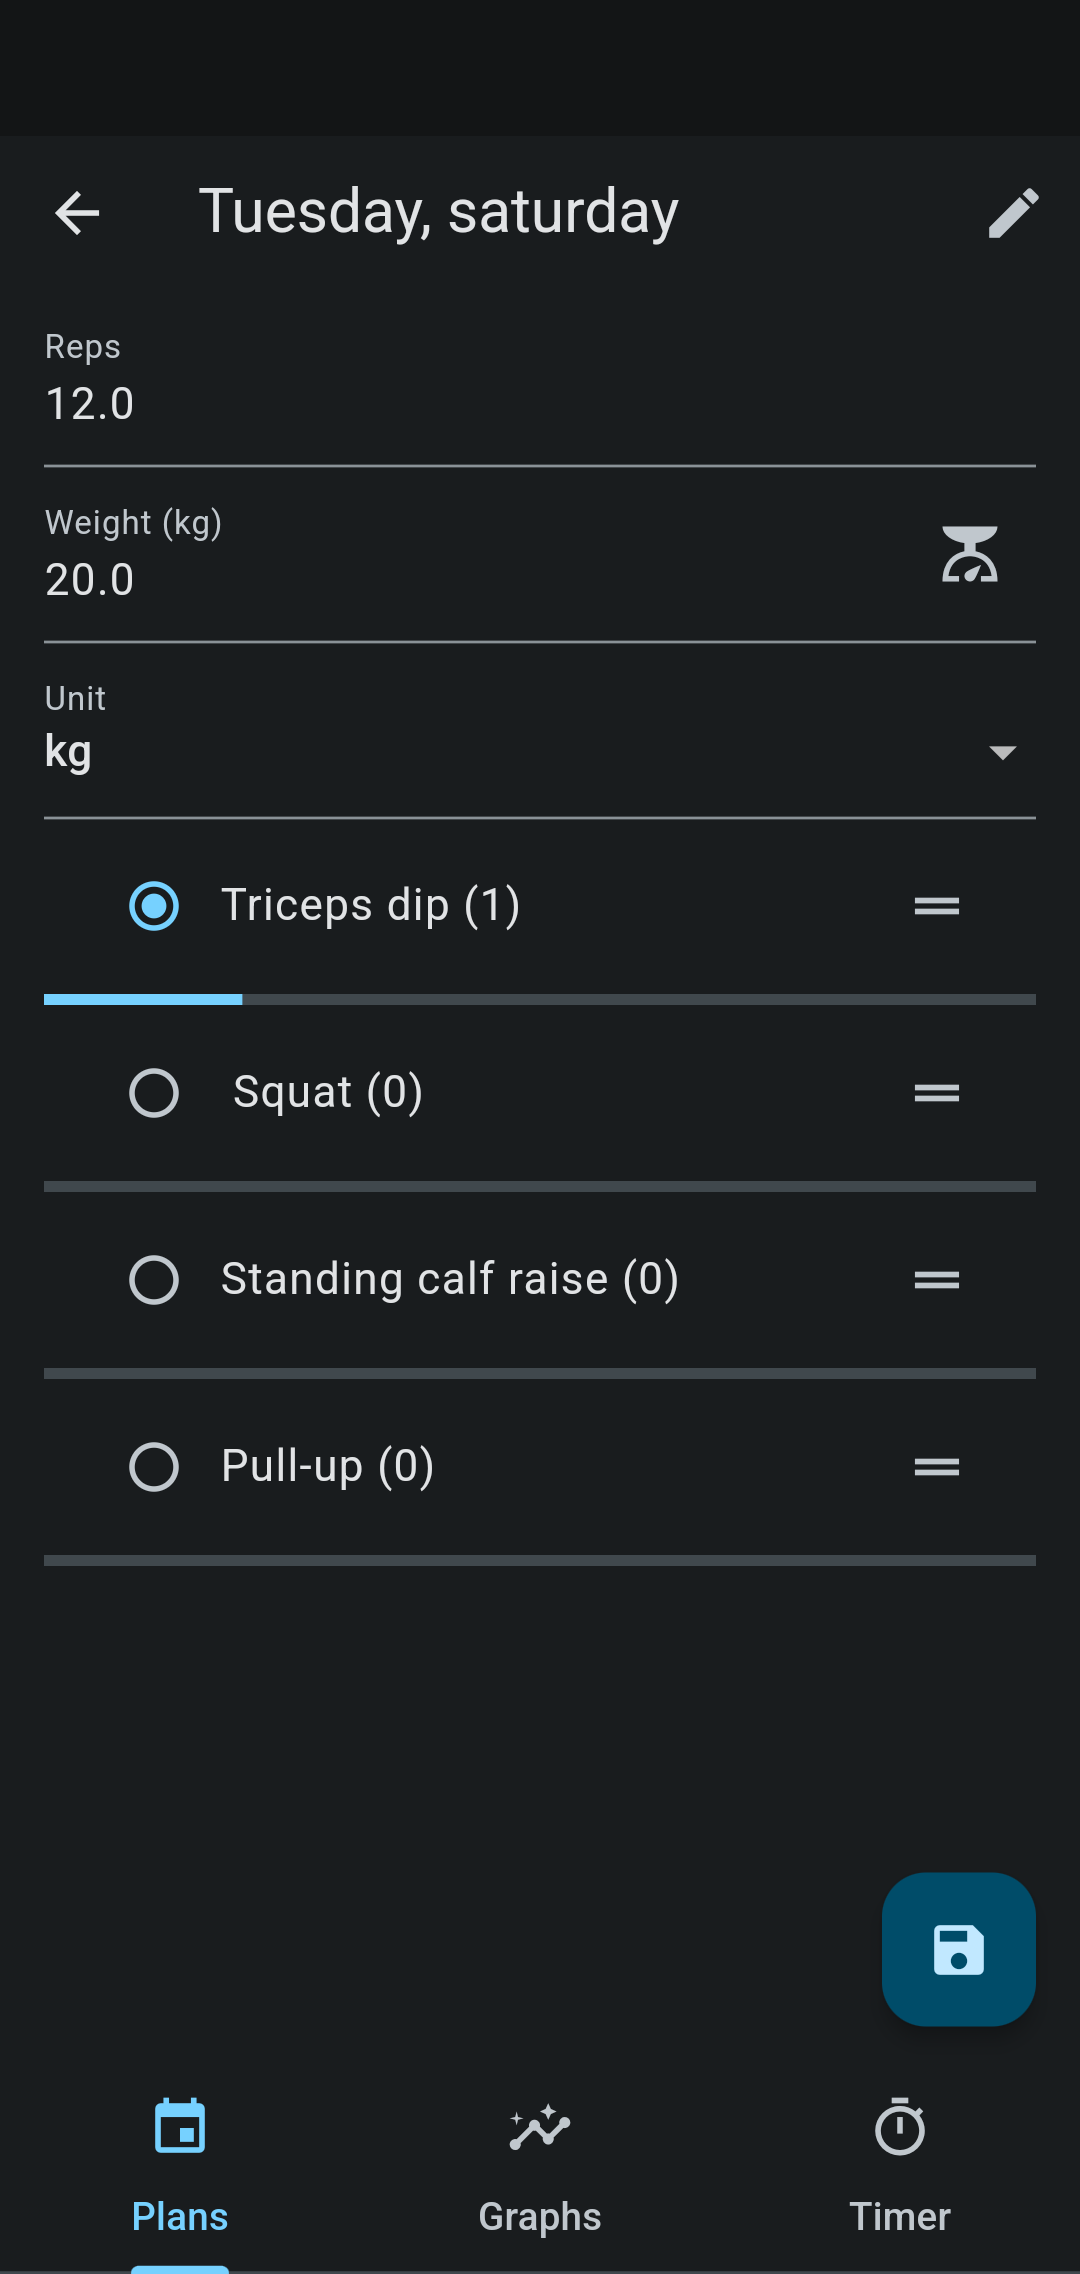 Tuesday, saturday
Reps
12.0
Weight (kg)
20.0
Unit
kg
Triceps dip (1)
Squat (0)
Standing calf raise (0)
Pull-up (0)
Plans Graphs Timer